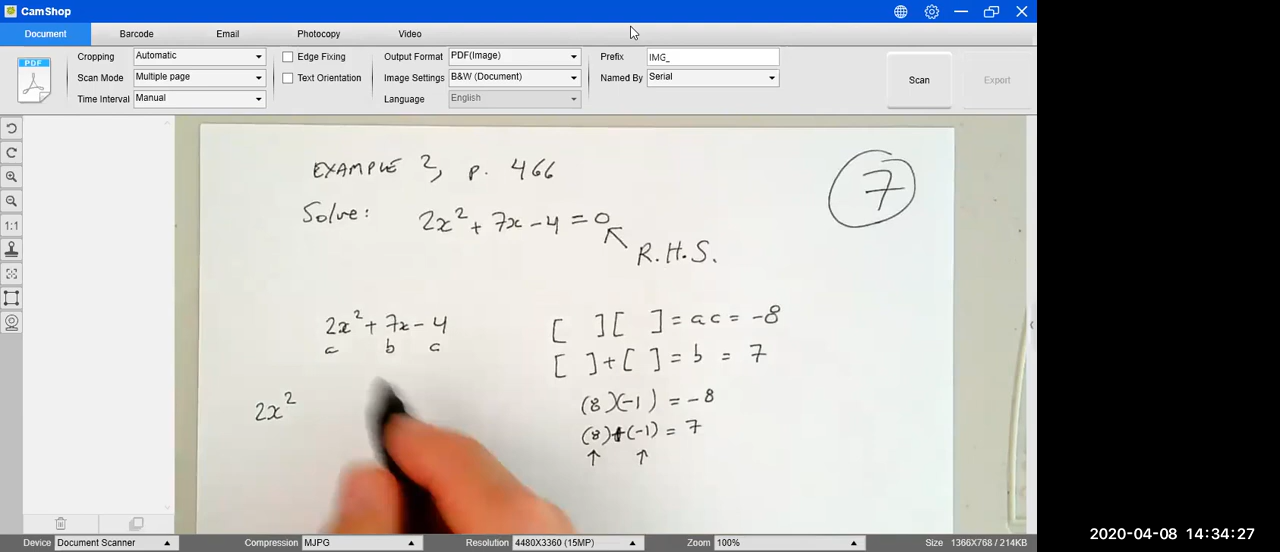 CamShop
Document Barcode Email Photocopy Video
Cropping Automatic Edge Fixing Output Format PDF(Image) Prefix IMG_
Scan Mode Multiple page Text Orientation Image Settings B&W (Document) Named By Serial
Time Interval Manual Language English
PDF
Scan Export
1:1
EXAMPLE 2, p. 466
7
Solve: 2x² + 7x - 4 = 0
R.H.S.
2x² + 7x - 4
a b c
[ ][ ] = ac = -8
[ ] + [ ] = b = 7
2x²
(8)(-1) = -8
(8)+(-1) = 7
Device Document Scanner Compression MJPG Resolution 4480X3360 (15MP) Zoom 100% Size 1366X768 / 214KB
2020-04-08 14:34:27